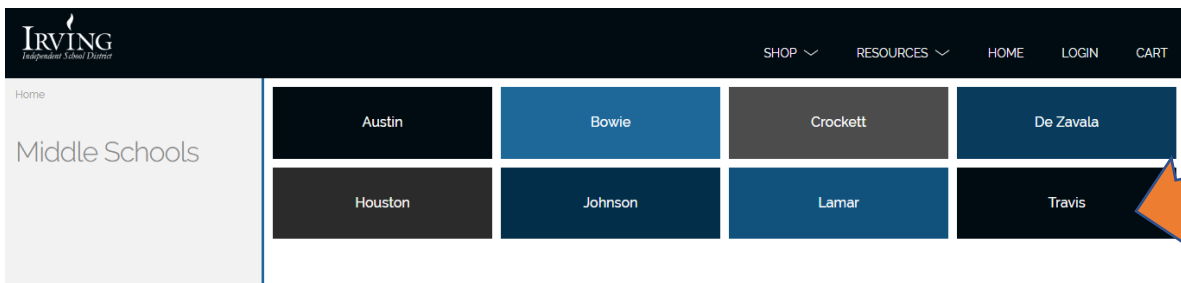 IRVING
Independent School District
SHOP RESOURCES HOME LOGIN CART
Home
Middle Schools
Austin Bowie Crockett De Zavala
Houston Johnson Lamar Travis